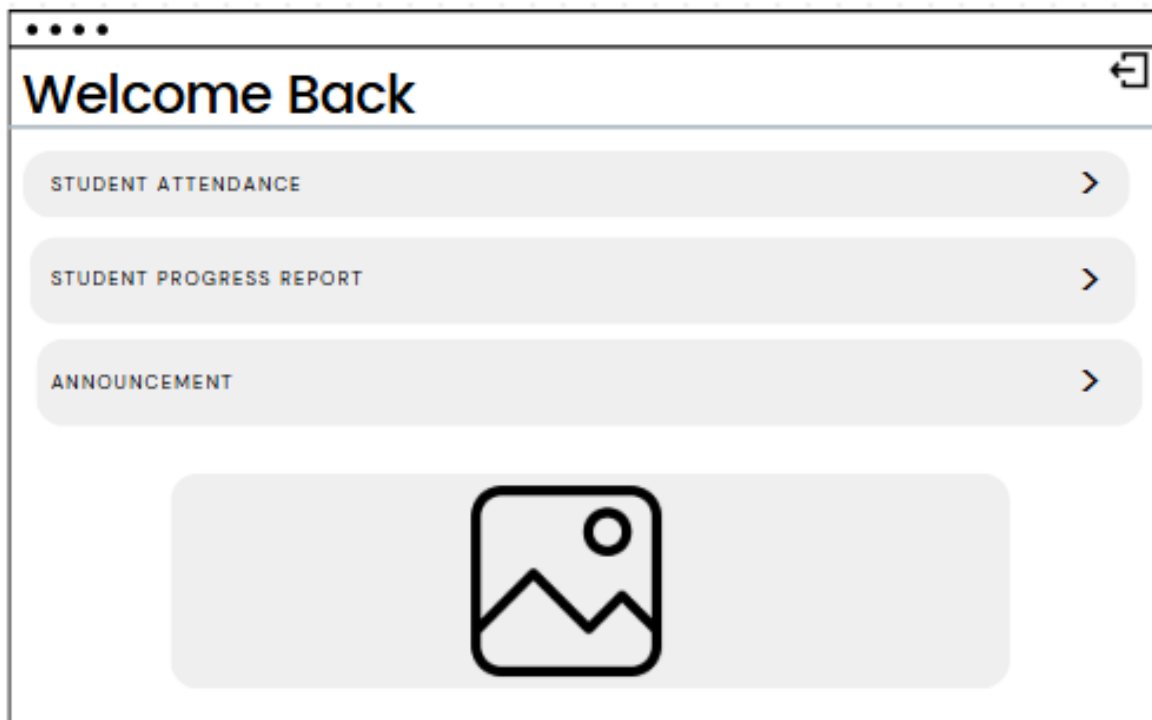 Welcome Back
STUDENT ATTENDANCE
STUDENT PROGRESS REPORT
ANNOUNCEMENT